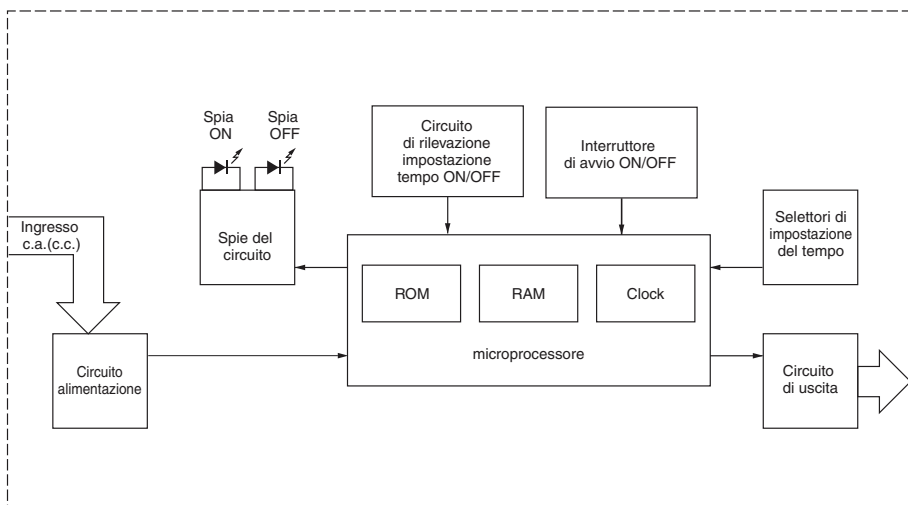 Spia
ON
Spia
OFF
Circuito
di rilevazione
impostazione
tempo ON/OFF
Interruttore
di avvio ON/OFF
Ingresso
c.a.(c.c.)
Spie del
circuito
Selettori di
impostazione
del tempo
ROM
RAM
Clock
microprocessore
Circuito
alimentazione
Circuito
di uscita